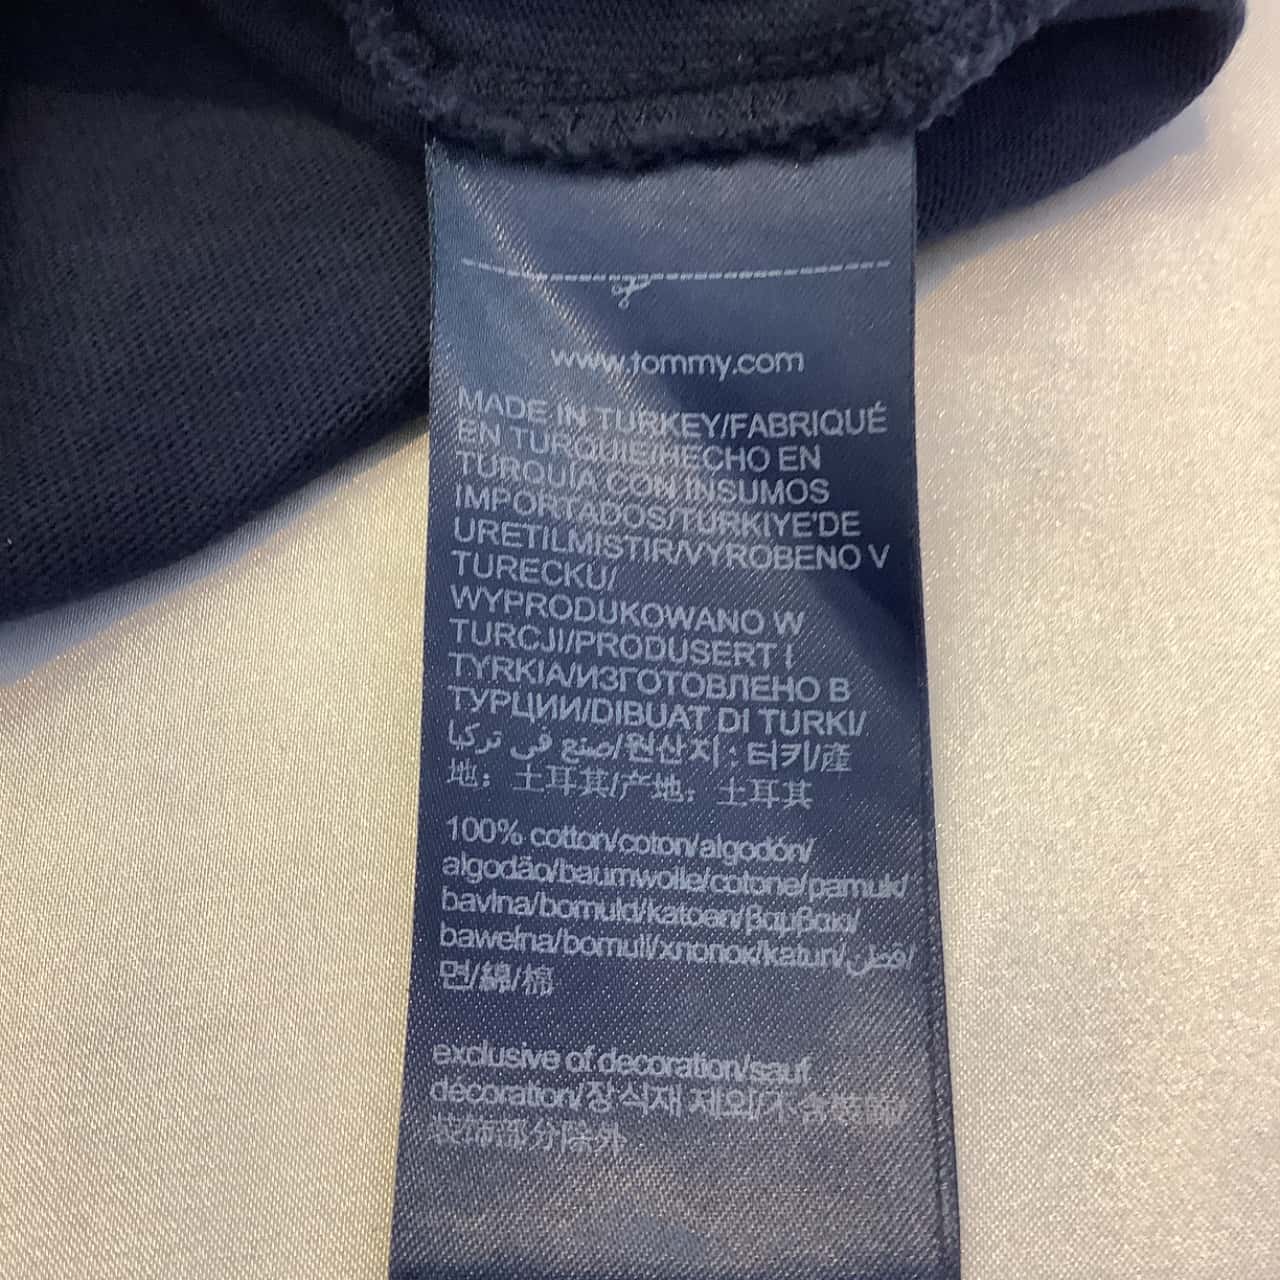 www.tommy.com
MADE IN TURKEY/FABRIQUÉ
EN TURQUIE/HECHO EN
TURQUÍA CON INSUMOS
IMPORTADOS/TURKIYE'DE
URETILMISTIR/VYROBENO V
TURECKU/
WYPRODUKOWANO W
TURCJI/PRODUSERT I
TYRKIA/ИЗГОТОВЛЕНО В
ТУРЦИИ/DIBUAT DI TURKI/
صنع في تركيا/원산지 : 터키/產
地：土耳其/产地：土耳其
100% cotton/coton/algodón/
algodão/baumwolle/cotone/pamuk/
bavlna/bomuld/katoen/βαμβακι/
bawełna/bomull/хлопок/katun/قطن/
면/綿/棉
exclusive of decoration/sauf
décoration/장식재 제외/不含裝飾/
装饰部分除外